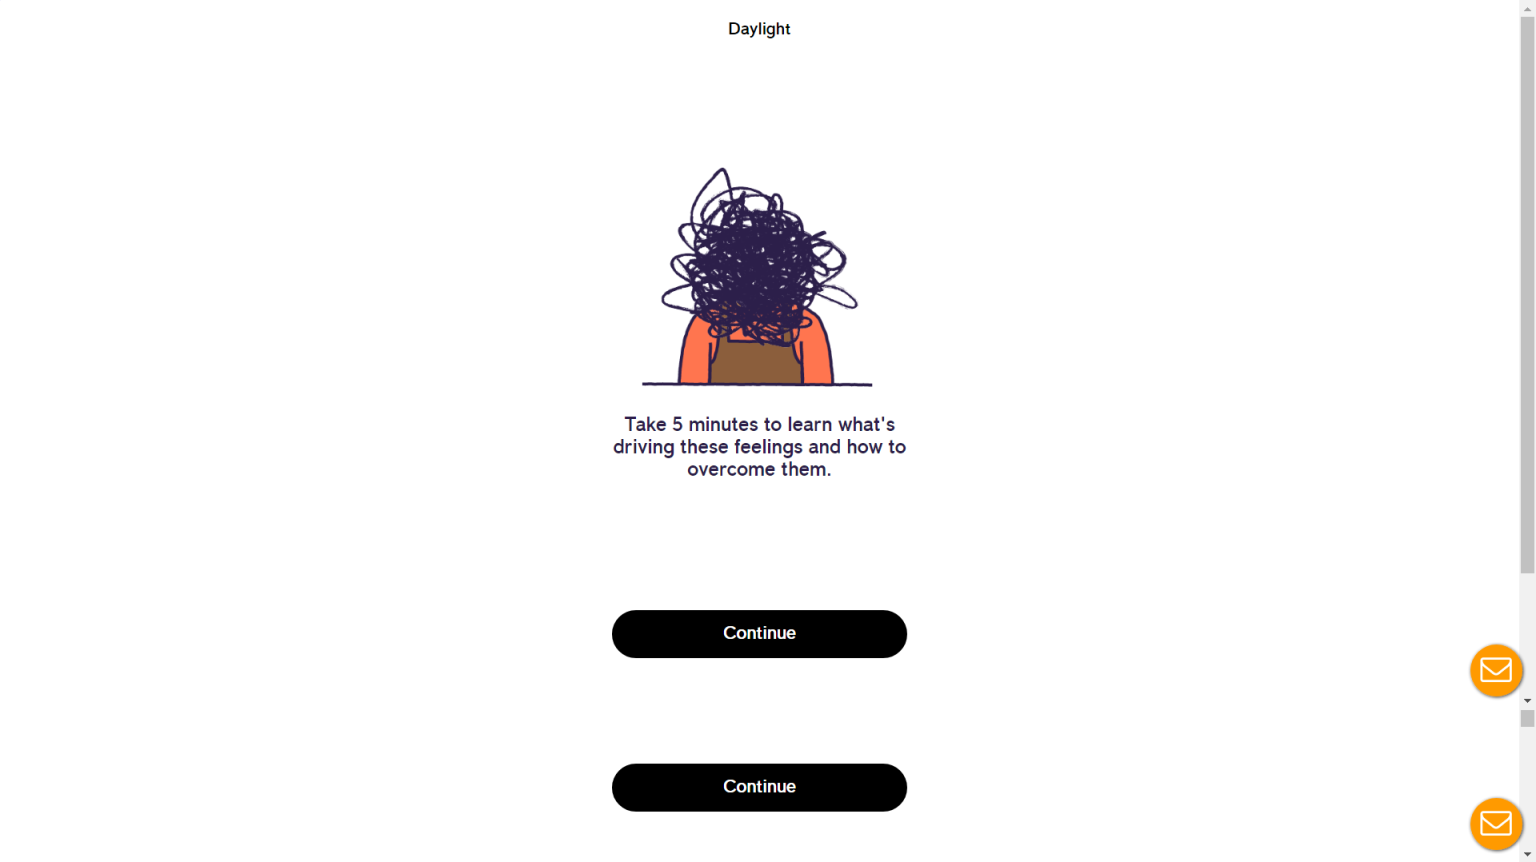 Daylight
Take 5 minutes to learn what's
driving these feelings and how to
overcome them.
Continue
Continue